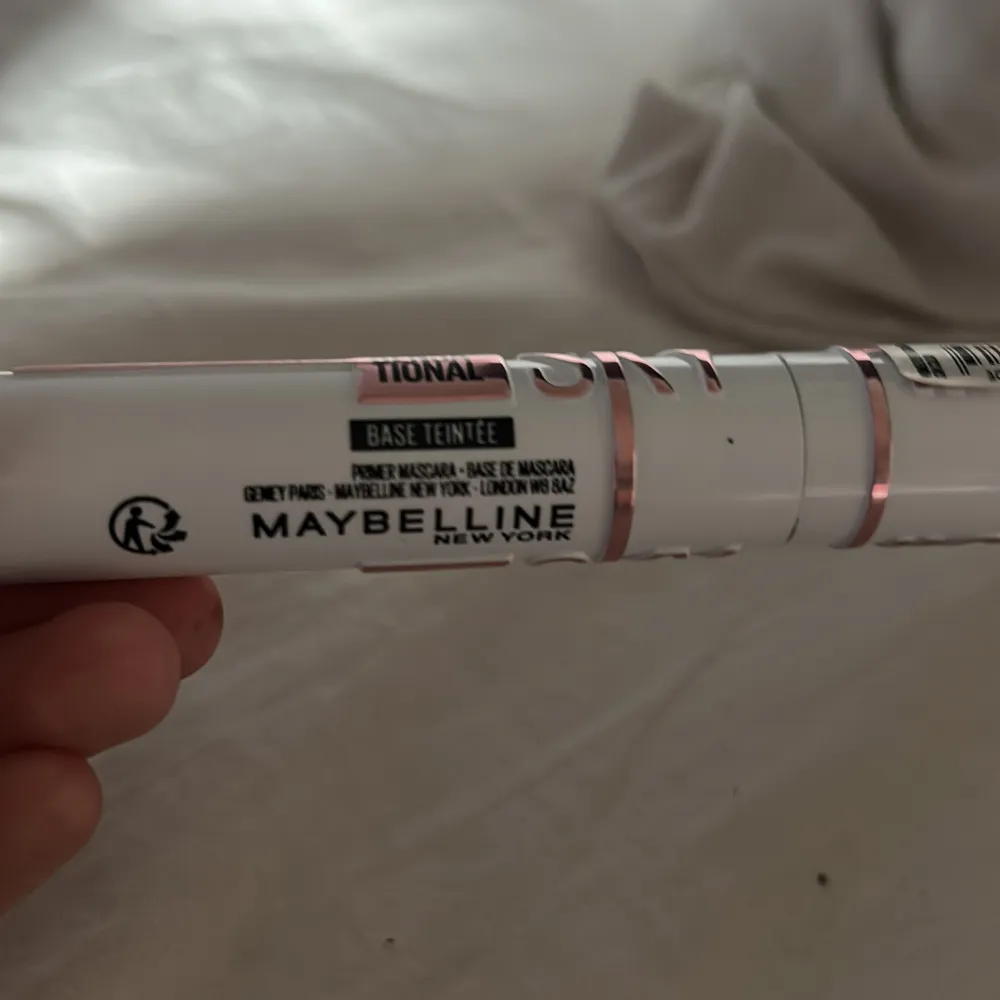 TIONAL SKY
BASE TEINTÉE
PRIMER MASCARA · BASE DE MASCARA
GEMEY PARIS · MAYBELLINE NEW YORK · LONDON W6 8AZ
MAYBELLINE
NEW YORK